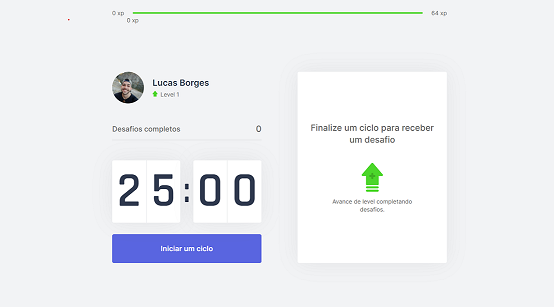 0 xp
64 xp
0 xp
Lucas Borges
Level 1
Desafios completos
0
25:00
Iniciar um ciclo
Finalize um ciclo para receber
um desafio
Avance de level completando
desafios.